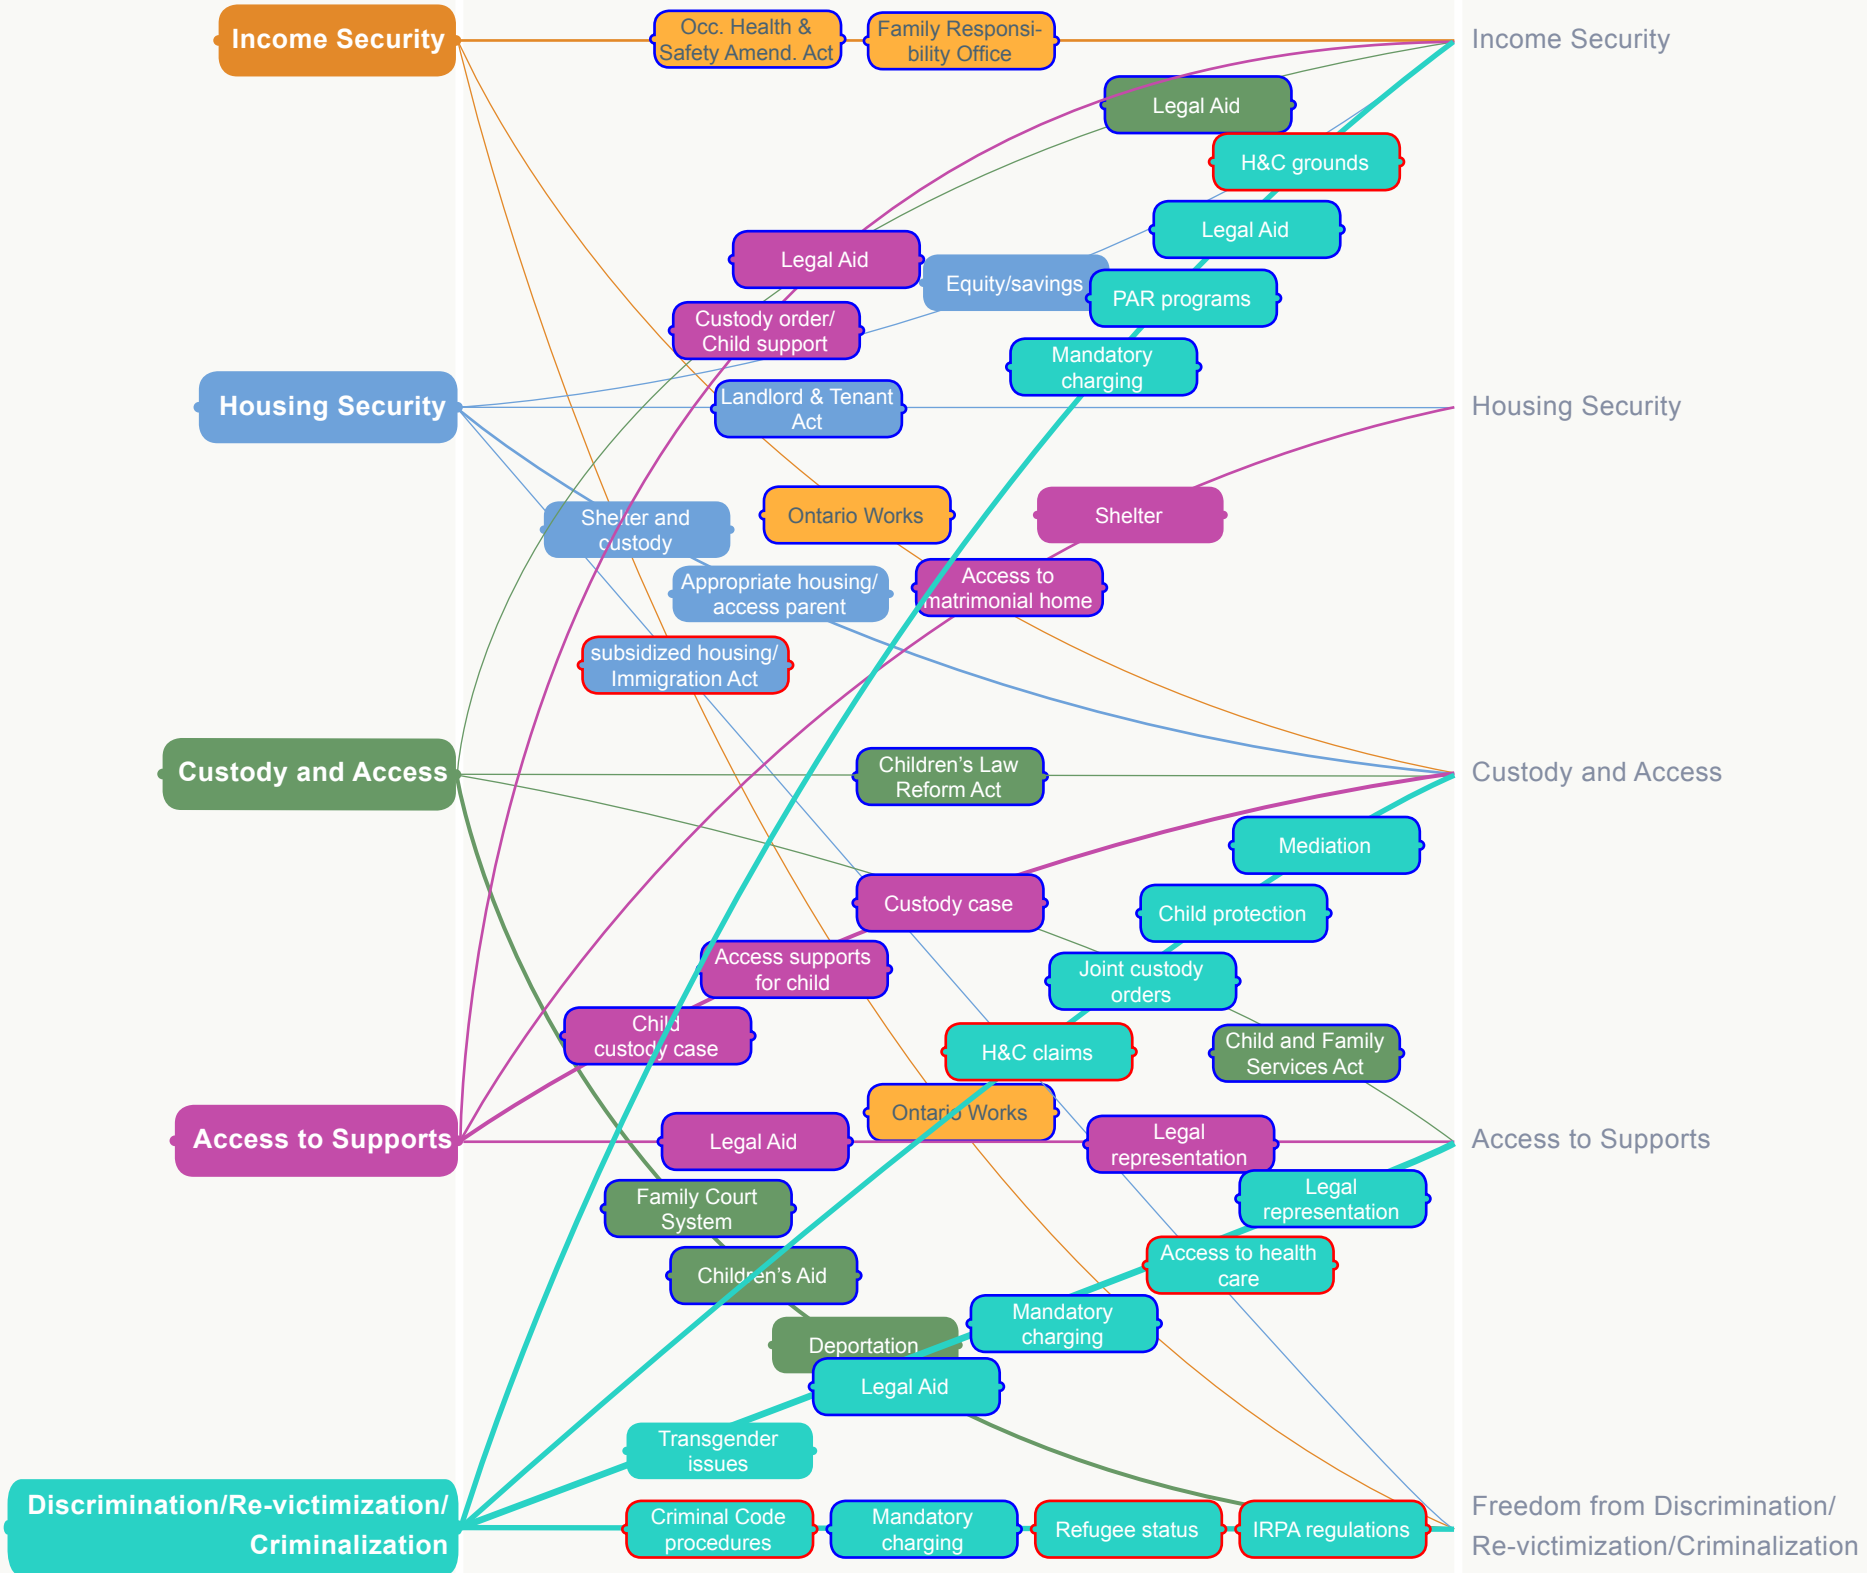 Income Security
Occ. Health &
Safety Amend. Act
Family Responsi-
bility Office
Income Security
Legal Aid
H&C grounds
Legal Aid
Legal Aid
Equity/savings
PAR programs
Custody order/
Child support
Mandatory
charging
Housing Security
Landlord & Tenant
Act
Housing Security
Shelter and
custody
Ontario Works
Shelter
Appropriate housing/
access parent
Access to
matrimonial home
subsidized housing/
Immigration Act
Custody and Access
Children’s Law
Reform Act
Custody and Access
Mediation
Custody case
Child protection
Access supports
for child
Joint custody
orders
Child
custody case
H&C claims
Child and Family
Services Act
Ontario Works
Access to Supports
Legal Aid
Legal
representation
Access to Supports
Family Court
System
Legal
representation
Children’s Aid
Access to health
care
Mandatory
charging
Deportation
Legal Aid
Transgender
issues
Discrimination/Re-victimization/
Criminalization
Criminal Code
procedures
Mandatory
charging
Refugee status
IRPA regulations
Freedom from Discrimination/
Re-victimization/Criminalization